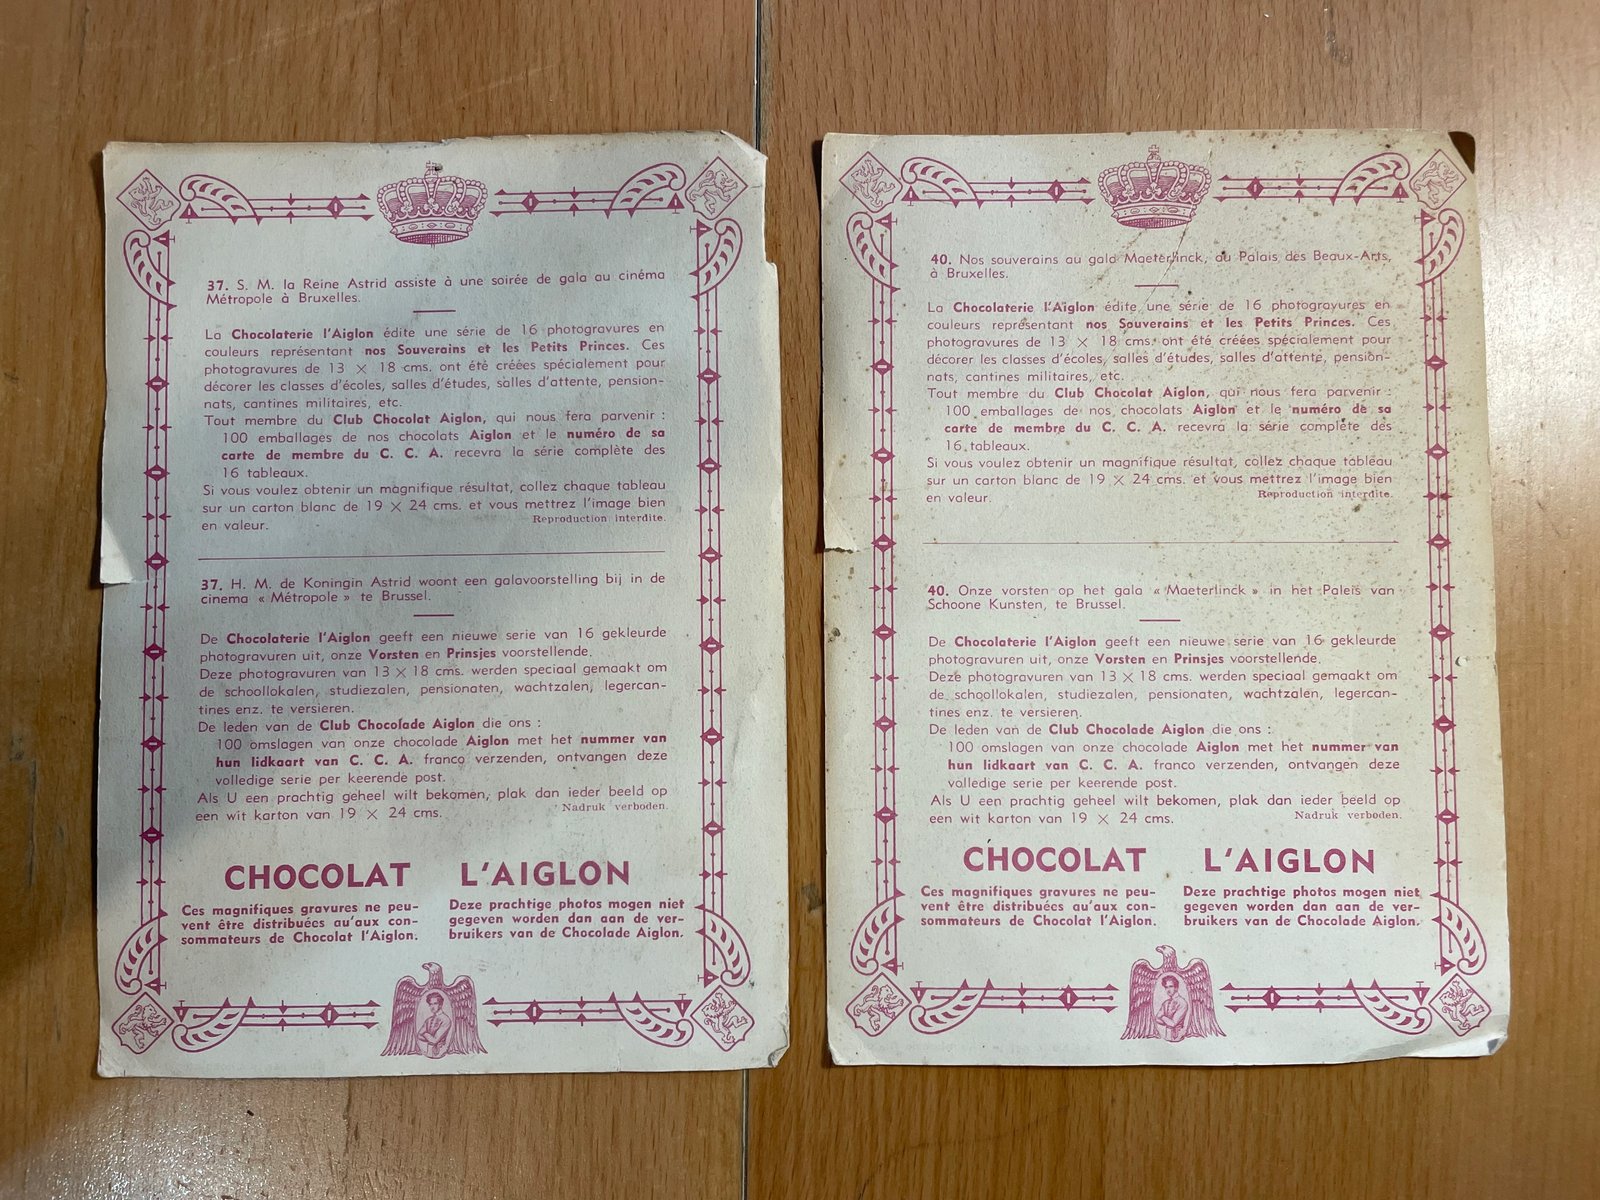 37. S. M. la Reine Astrid assiste à une soirée de gala au cinéma
Métropole à Bruxelles.
La Chocolaterie l'Aiglon édite une série de 16 photogravures en
couleurs représentant nos Souverains et les Petits Princes. Ces
photogravures de 13 × 18 cms. ont été créées spécialement pour
décorer les classes d'écoles, salles d'études, salles d'attente, pension-
nats, cantines militaires, etc.
Tout membre du Club Chocolat Aiglon, qui nous fera parvenir :
100 emballages de nos chocolats Aiglon et le numéro de sa
carte de membre du C. C. A. recevra la série complète des
16 tableaux.
Si vous voulez obtenir un magnifique résultat, collez chaque tableau
sur un carton blanc de 19 × 24 cms. et vous mettrez l'image bien
en valeur.
Reproduction interdite.
37. H. M. de Koningin Astrid woont een galavoorstelling bij in de
cinema « Métropole » te Brussel.
De Chocolaterie l'Aiglon geeft een nieuwe serie van 16 gekleurde
photogravuren uit, onze Vorsten en Prinsjes voorstellende.
Deze photogravuren van 13 × 18 cms. werden speciaal gemaakt om
de schoollokalen, studiezalen, pensionaten, wachtzalen, legercan-
tines enz. te versieren.
De leden van de Club Chocolade Aiglon die ons :
100 omslagen van onze chocolade Aiglon met het nummer van
hun lidkaart van C. C. A. franco verzenden, ontvangen deze
volledige serie per keerende post.
Als U een prachtig geheel wilt bekomen, plak dan ieder beeld op
een wit karton van 19 × 24 cms.
Nadruk verboden.
CHOCOLAT L'AIGLON
Ces magnifiques gravures ne peu-
vent être distribuées qu'aux con-
sommateurs de Chocolat l'Aiglon.
Deze prachtige photos mogen niet
gegeven worden dan aan de ver-
bruikers van de Chocolade Aiglon.
40. Nos souverains au gala Maeterlinck, au Palais des Beaux-Arts,
à Bruxelles.
La Chocolaterie l'Aiglon édite une série de 16 photogravures en
couleurs représentant nos Souverains et les Petits Princes. Ces
photogravures de 13 × 18 cms. ont été créées spécialement pour
décorer les classes d'écoles, salles d'études, salles d'attente, pension-
nats, cantines militaires, etc.
Tout membre du Club Chocolat Aiglon, qui nous fera parvenir :
100 emballages de nos chocolats Aiglon et le numéro de sa
carte de membre du C. C. A. recevra la série complète des
16 tableaux.
Si vous voulez obtenir un magnifique résultat, collez chaque tableau
sur un carton blanc de 19 × 24 cms. et vous mettrez l'image bien
en valeur.
Reproduction interdite.
40. Onze vorsten op het gala « Maeterlinck » in het Paleis van
Schoone Kunsten, te Brussel.
De Chocolaterie l'Aiglon geeft een nieuwe serie van 16 gekleurde
photogravuren uit, onze Vorsten en Prinsjes voorstellende.
Deze photogravuren van 13 × 18 cms. werden speciaal gemaakt om
de schoollokalen, studiezalen, pensionaten, wachtzalen, legercan-
tines enz. te versieren.
De leden van de Club Chocolade Aiglon die ons :
100 omslagen van onze chocolade Aiglon met het nummer van
hun lidkaart van C. C. A. franco verzenden, ontvangen deze
volledige serie per keerende post.
Als U een prachtig geheel wilt bekomen, plak dan ieder beeld op
een wit karton van 19 × 24 cms.
Nadruk verboden.
CHOCOLAT L'AIGLON
Ces magnifiques gravures ne peu-
vent être distribuées qu'aux con-
sommateurs de Chocolat l'Aiglon.
Deze prachtige photos mogen niet
gegeven worden dan aan de ver-
bruikers van de Chocolade Aiglon.